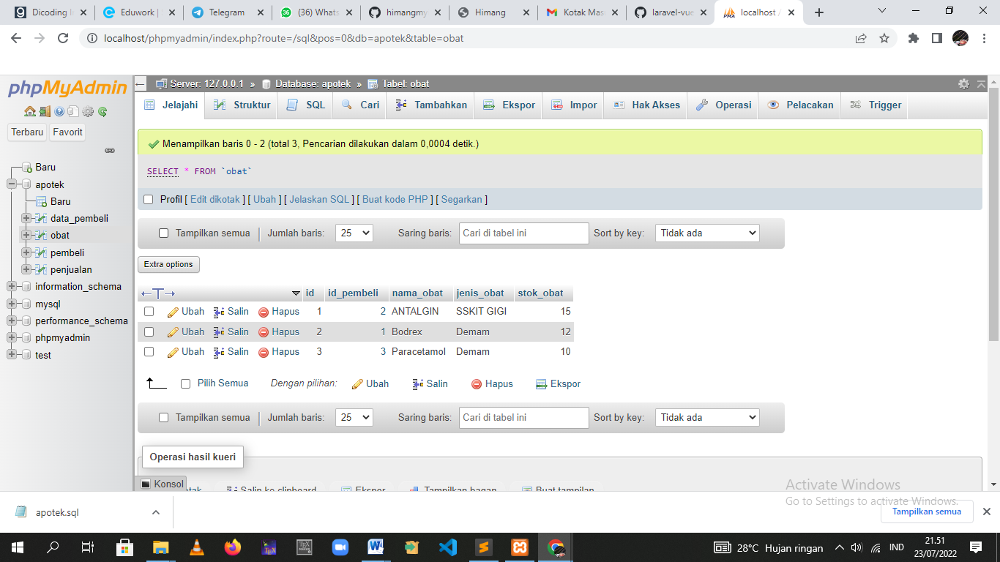 Dicoding In
Eduwork |
Telegram
(36) Whats
himangmy
Himang
Kotak Mas
laravel-vue
localhost /
localhost/phpmyadmin/index.php?route=/sql&pos=0&db=apotek&table=obat
phpMyAdmin
Terbaru Favorit
Baru
apotek
Baru
data_pembeli
obat
pembeli
penjualan
information_schema
mysql
performance_schema
phpmyadmin
test
Server: 127.0.0.1 » Database: apotek » Tabel: obat
Jelajahi Struktur SQL Cari Tambahkan Ekspor Impor Hak Akses Operasi Pelacakan Trigger
Menampilkan baris 0 - 2 (total 3, Pencarian dilakukan dalam 0,0004 detik.)
SELECT * FROM `obat`
Profil [ Edit dikotak ] [ Ubah ] [ Jelaskan SQL ] [ Buat kode PHP ] [ Segarkan ]
Tampilkan semua Jumlah baris: 25 Saring baris: Cari di tabel ini Sort by key: Tidak ada
Extra options
id id_pembeli nama_obat jenis_obat stok_obat
Ubah Salin Hapus 1 2 ANTALGIN SSKIT GIGI 15
Ubah Salin Hapus 2 1 Bodrex Demam 12
Ubah Salin Hapus 3 3 Paracetamol Demam 10
Pilih Semua Dengan pilihan: Ubah Salin Hapus Ekspor
Tampilkan semua Jumlah baris: 25 Saring baris: Cari di tabel ini Sort by key: Tidak ada
Operasi hasil kueri
Konsol
Salin ke clipboard Ekspor Tampilkan bagan Buat tampilan
Activate Windows
Go to Settings to activate Windows.
apotek.sql
Tampilkan semua
28°C Hujan ringan
IND
21.51
23/07/2022